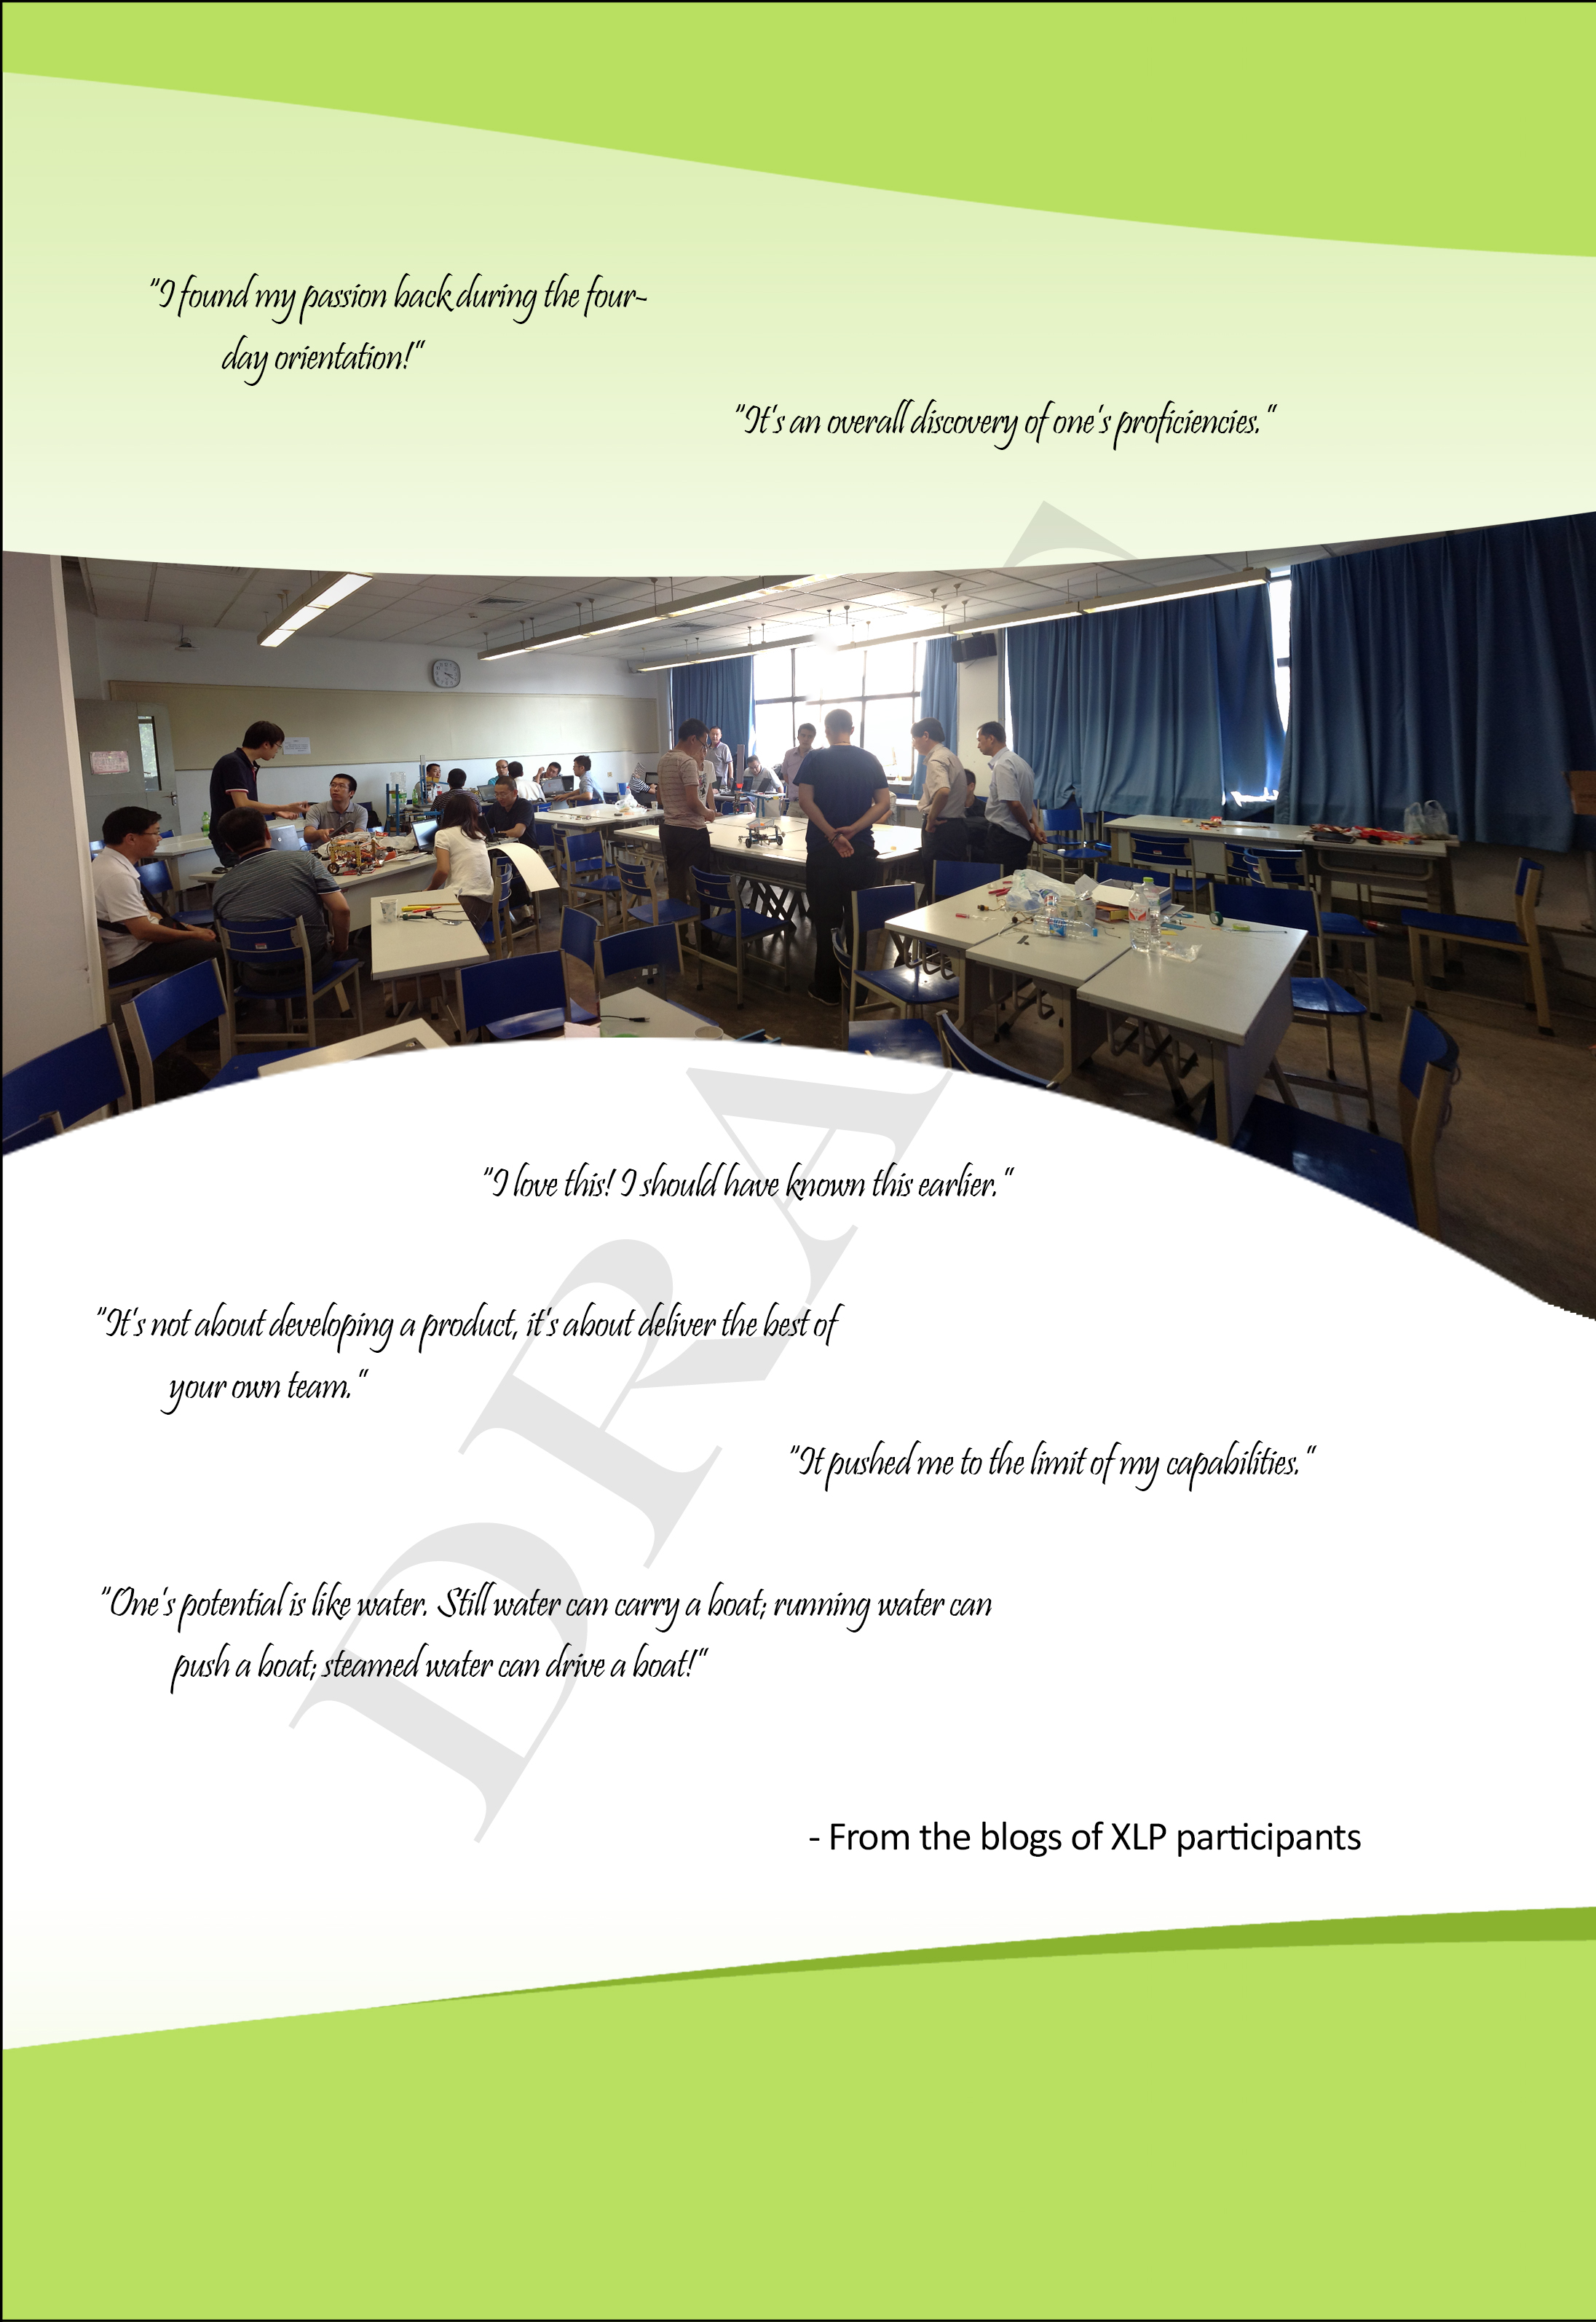 "I found my passion back during the four-
day orientation!"
"It's an overall discovery of one's proficiencies."
"I love this! I should have known this earlier."
"It's not about developing a product, it's about deliver the best of
your own team."
"It pushed me to the limit of my capabilities."
"One's potential is like water. Still water can carry a boat; running water can
push a boat; steamed water can drive a boat!"
- From the blogs of XLP participants